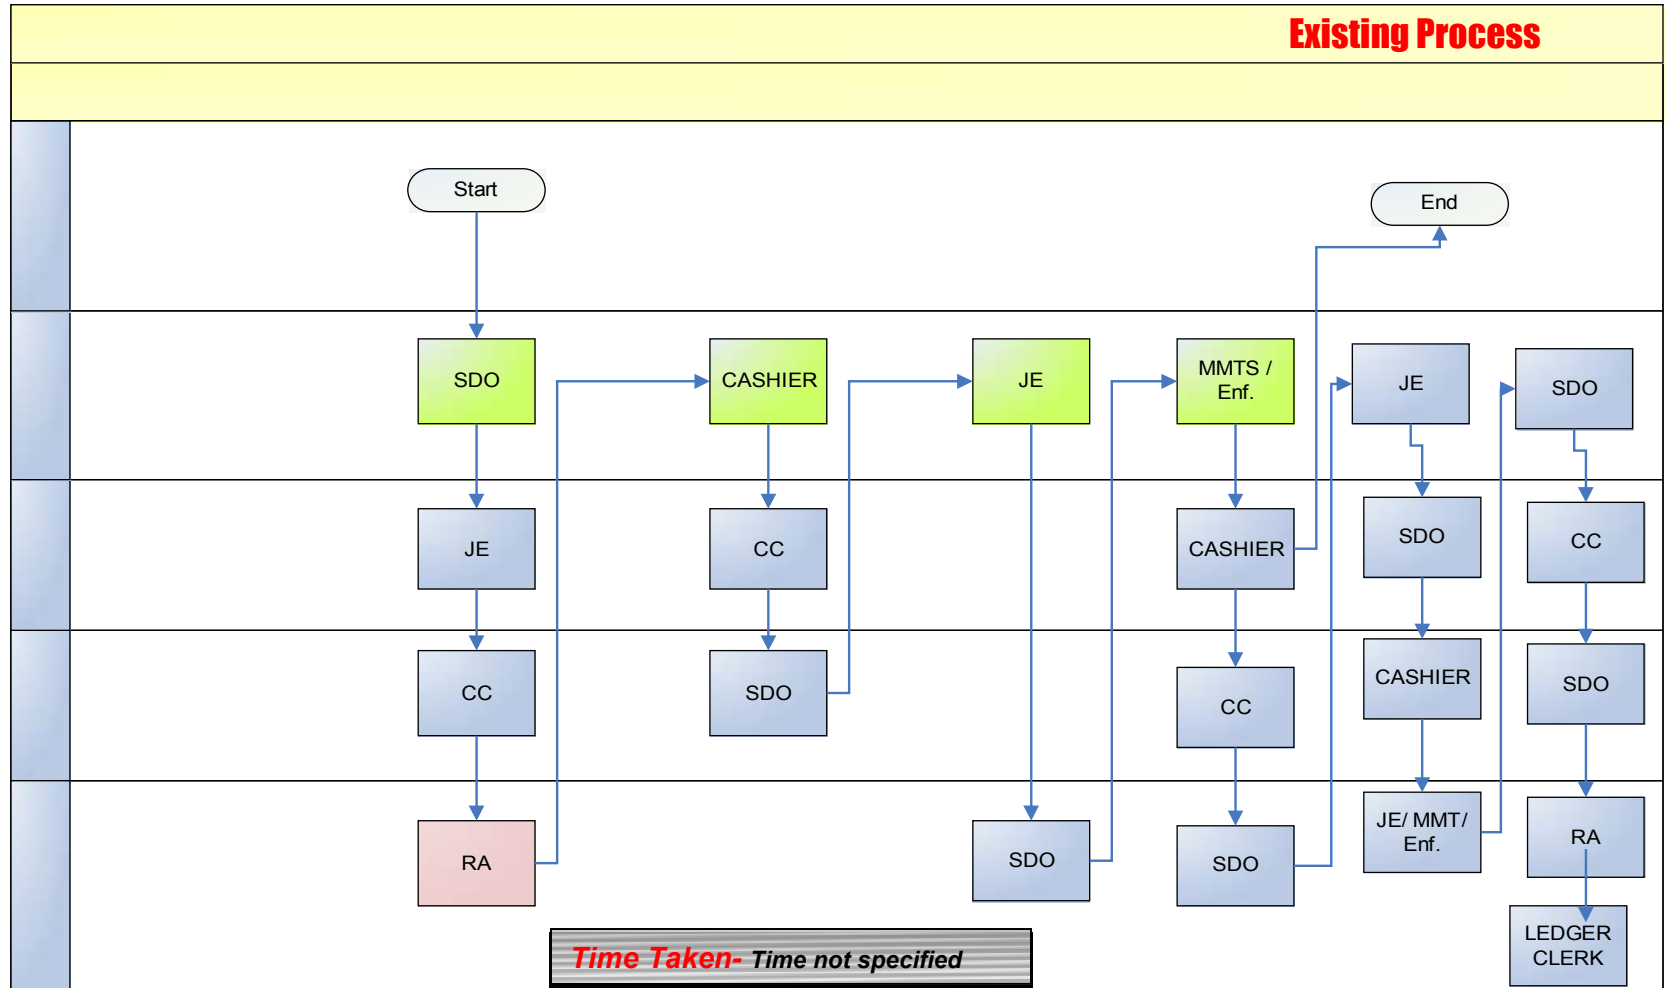 Existing Process
Start
End
SDO
CASHIER
JE
MMTS /
Enf.
JE
SDO
JE
CC
CASHIER
SDO
CC
CC
SDO
CC
CASHIER
SDO
RA
SDO
SDO
JE/ MMT/
Enf.
RA
LEDGER
CLERK
Time Taken- Time not specified